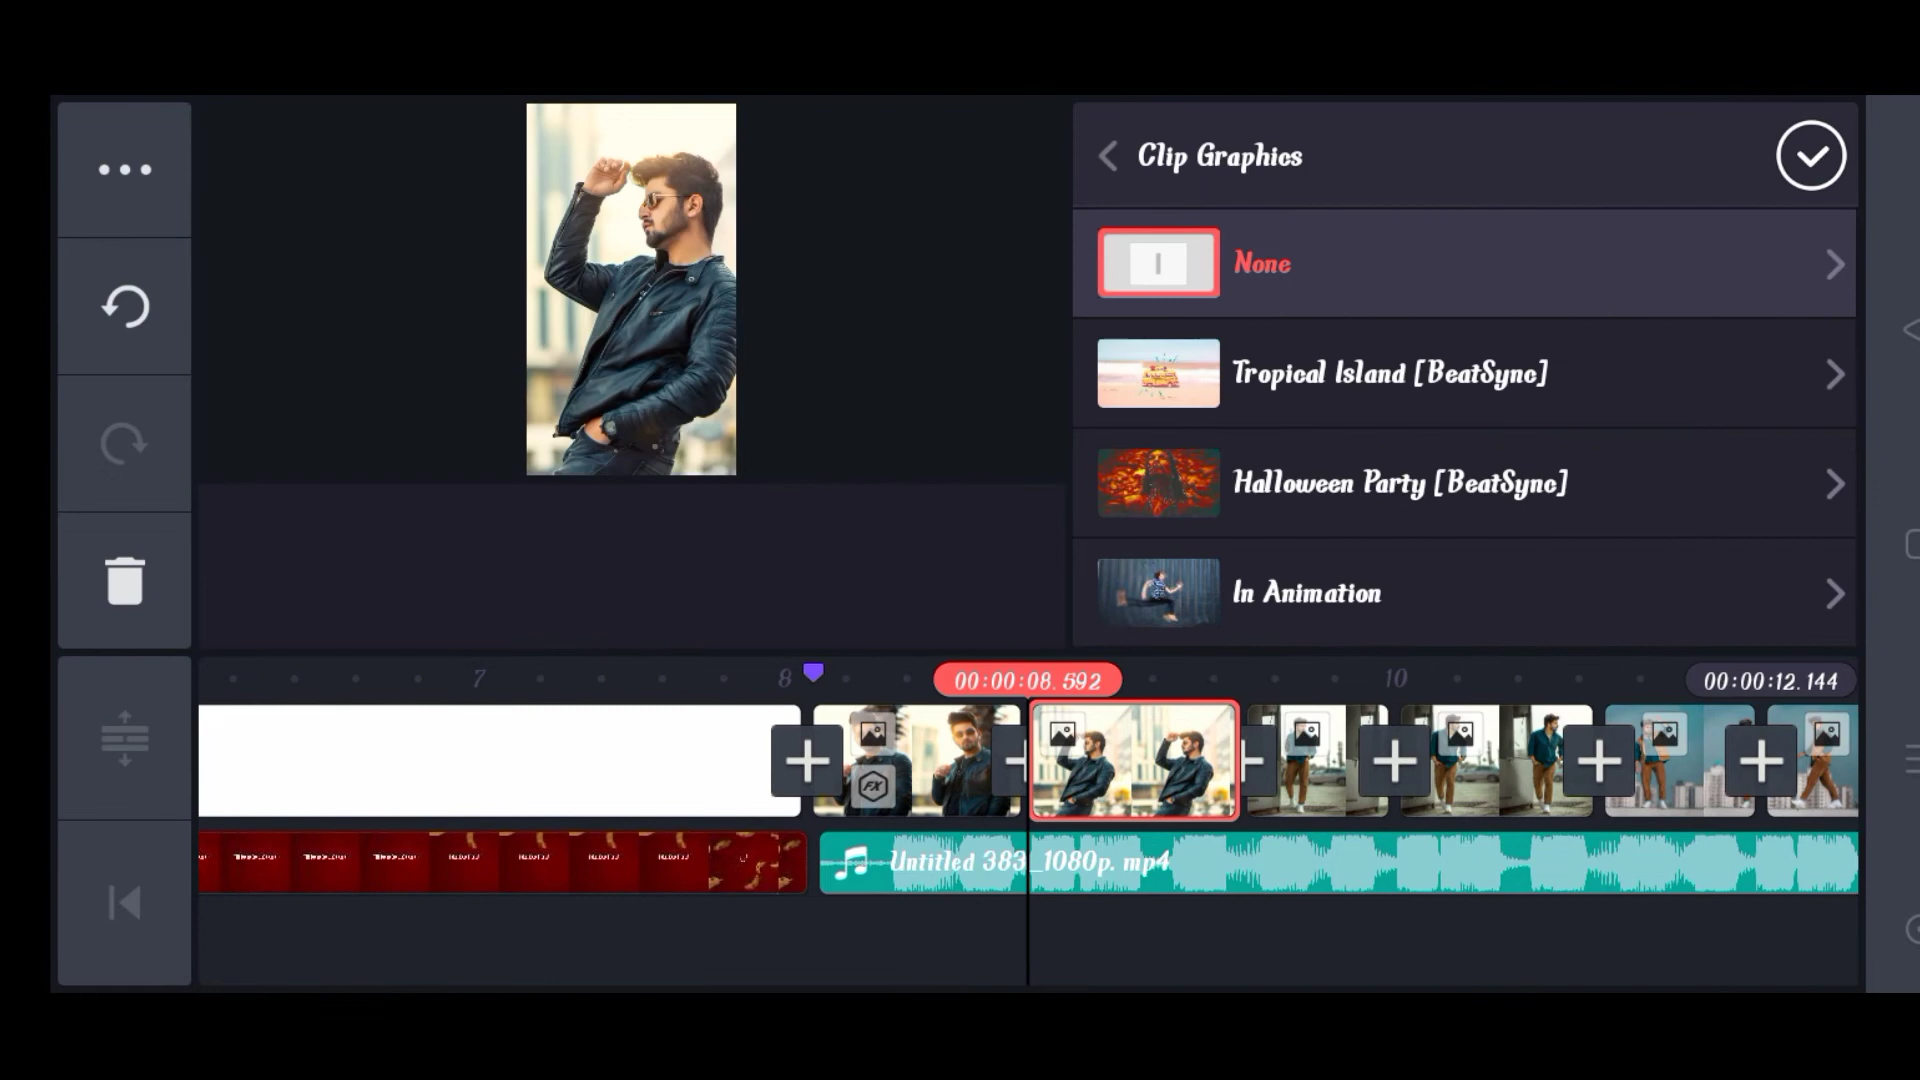 Clip Graphics
None
Tropical Island [BeatSync]
Halloween Party [BeatSync]
In Animation
7
8
00:00:08.592
10
00:00:12.144
FX
Untitled 383_1080p.mp4